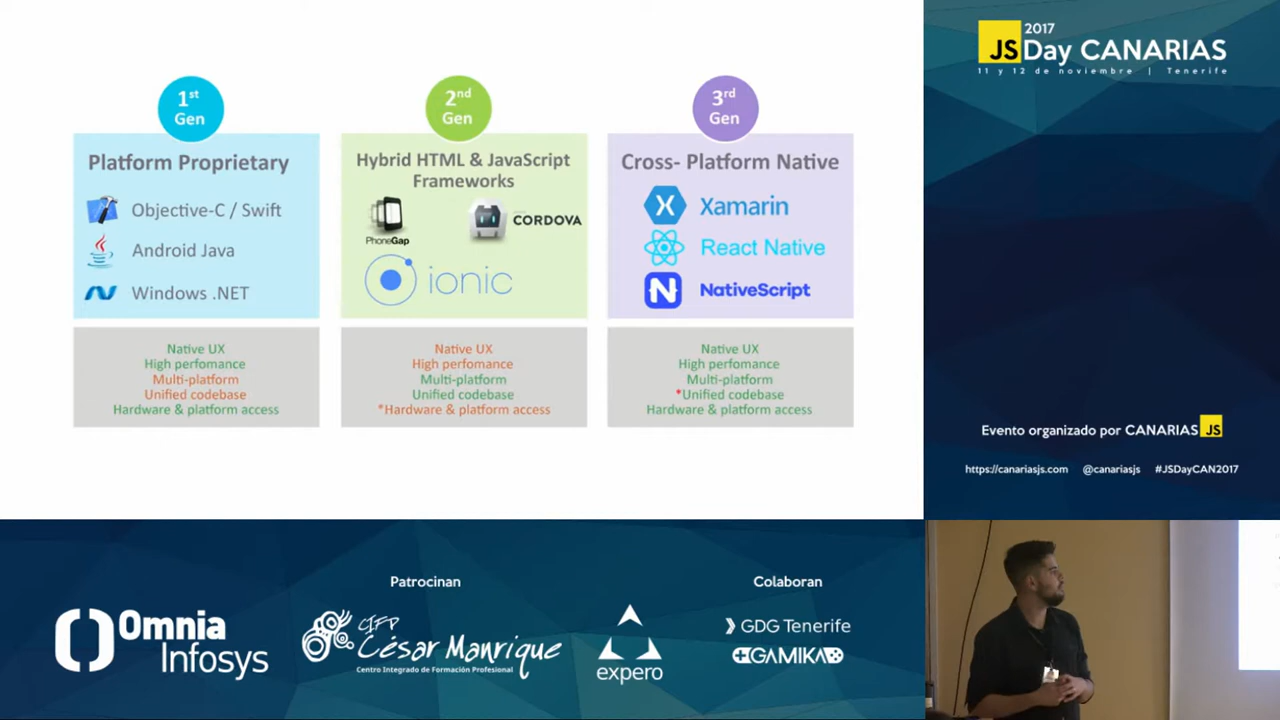 1st
Gen
Platform Proprietary
Objective-C / Swift
Android Java
Windows .NET
Native UX
High perfomance
Multi-platform
Unified codebase
Hardware & platform access
2nd
Gen
Hybrid HTML & JavaScript
Frameworks
PhoneGap
CORDOVA
ionic
Native UX
High perfomance
Multi-platform
Unified codebase
*Hardware & platform access
3rd
Gen
Cross- Platform Native
Xamarin
React Native
N NativeScript
Native UX
High perfomance
Multi-platform
*Unified codebase
Hardware & platform access
2017
JS Day CANARIAS
11 y 12 de noviembre | Tenerife
Evento organizado por CANARIAS JS
https://canariasjs.com @canariasjs #JSDayCAN2017
Patrocinan
Omnia
Infosys
CIFP
César Manrique
Centro Integrado de Formación Profesional
expero
Colaboran
GDG Tenerife
GAMIKA